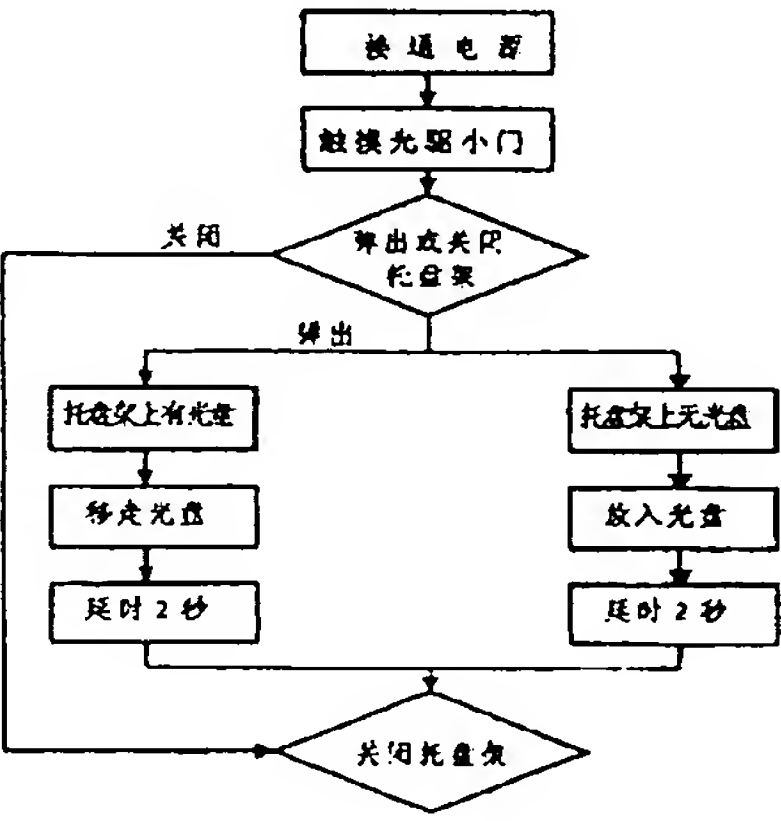 接通电器
触摸光驱小门
弹出或关闭
托盘架
关闭
弹出
托盘架上有光盘
托盘架上无光盘
移走光盘
放入光盘
延时2秒
延时2秒
关闭托盘架